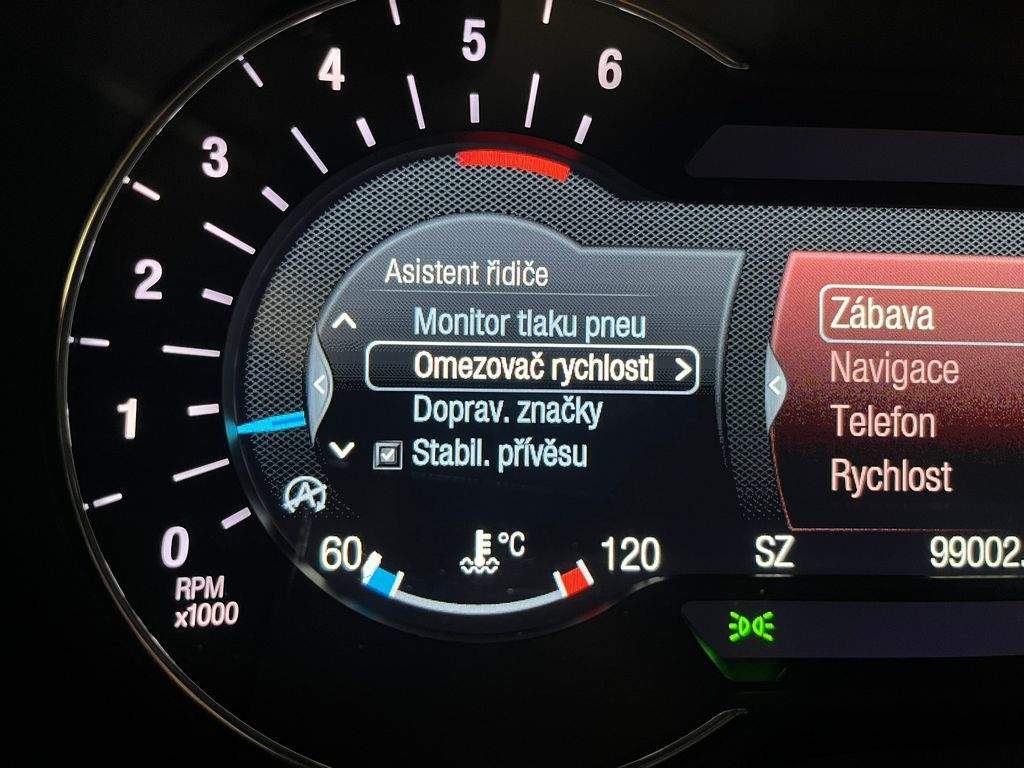 5
4
6
3
2
1
0
RPM
x1000
Asistent řidiče
Monitor tlaku pneu
Omezovač rychlosti
Doprav. značky
Stabil. přívěsu
60
°C
120
Zábava
Navigace
Telefon
Rychlost
SZ
99002.